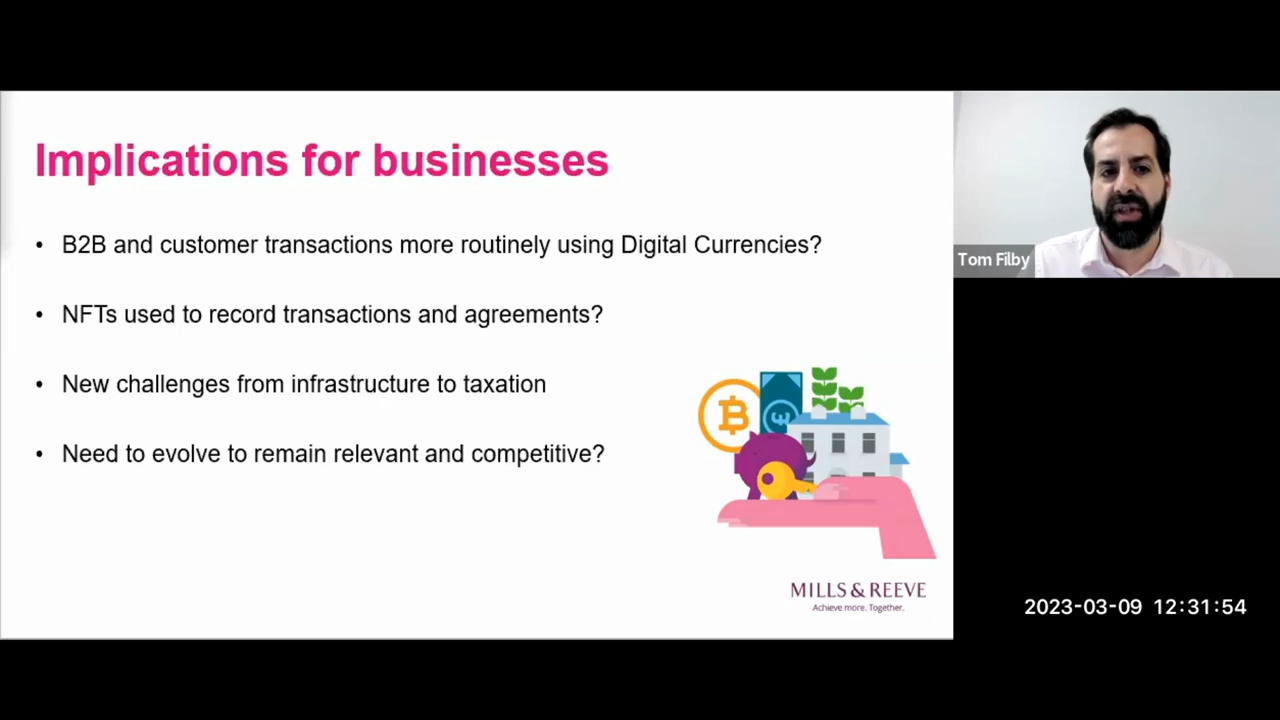 Implications for businesses
• B2B and customer transactions more routinely using Digital Currencies?
• NFTs used to record transactions and agreements?
• New challenges from infrastructure to taxation
• Need to evolve to remain relevant and competitive?
MILLS & REEVE
Achieve more. Together.
Tom Filby
2023-03-09 12:31:54